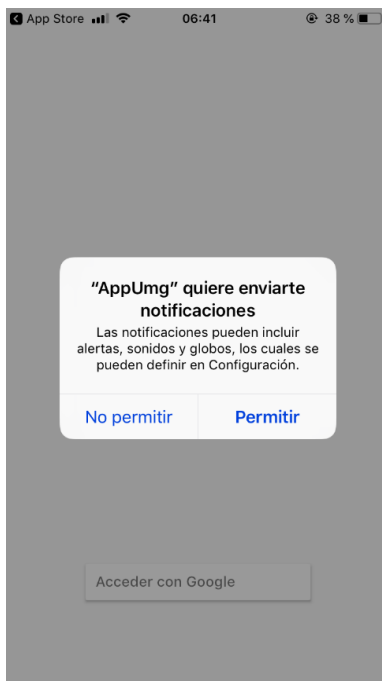 App Store 06:41 38 %
“AppUmg” quiere enviarte
notificaciones
Las notificaciones pueden incluir
alertas, sonidos y globos, los cuales se
pueden definir en Configuración.
No permitir Permitir
Acceder con Google